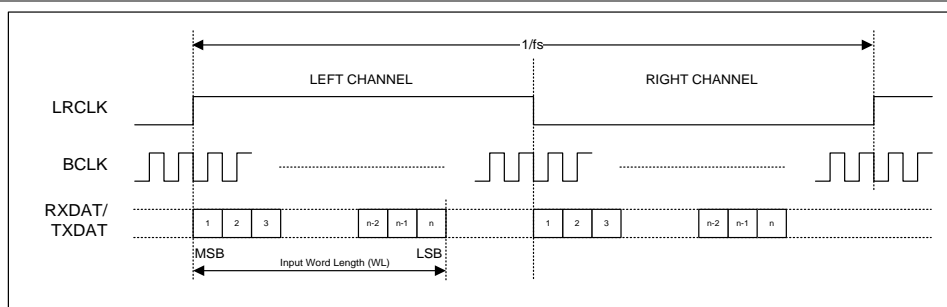 1/fs
LEFT CHANNEL RIGHT CHANNEL
LRCLK
BCLK
RXDAT/
TXDAT
1 2 3 n-2 n-1 n 1 2 3 n-2 n-1 n
MSB LSB
Input Word Length (WL)